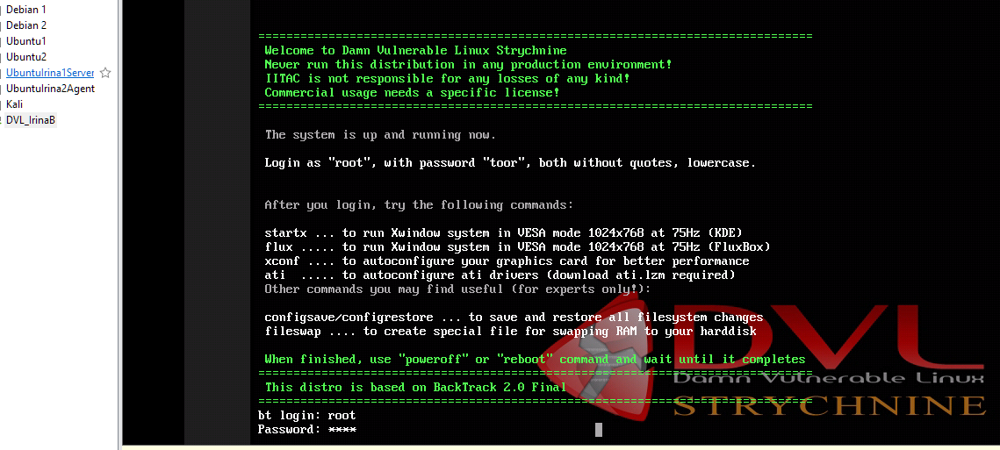 Debian 1
Debian 2
Ubuntu1
Ubuntu2
UbuntuIrina1Server
UbuntuIrina2Agent
Kali
DVL_IrinaB
===============================================================================
Welcome to Damn Vulnerable Linux Strychnine
Never run this distribution in any production environment!
IITAC is not responsible for any losses of any kind!
Commercial usage needs a specific license!
===============================================================================
The system is up and running now.
Login as "root", with password "toor", both without quotes, lowercase.
After you login, try the following commands:
startx ... to run Xwindow system in VESA mode 1024x768 at 75Hz (KDE)
flux ..... to run Xwindow system in VESA mode 1024x768 at 75Hz (FluxBox)
xconf .... to autoconfigure your graphics card for better performance
ati  ..... to autoconfigure ati drivers (download ati.lzm required)
Other commands you may find useful (for experts only!):
configsave/configrestore ... to save and restore all filesystem changes
fileswap .... to create special file for swapping RAM to your harddisk
When finished, use "poweroff" or "reboot" command and wait until it completes
===============================================================================
This distro is based on BackTrack 2.0 Final
===============================================================================
bt login: root
Password: ****
DVL
Damn Vulnerable Linux
STRYCHNINE